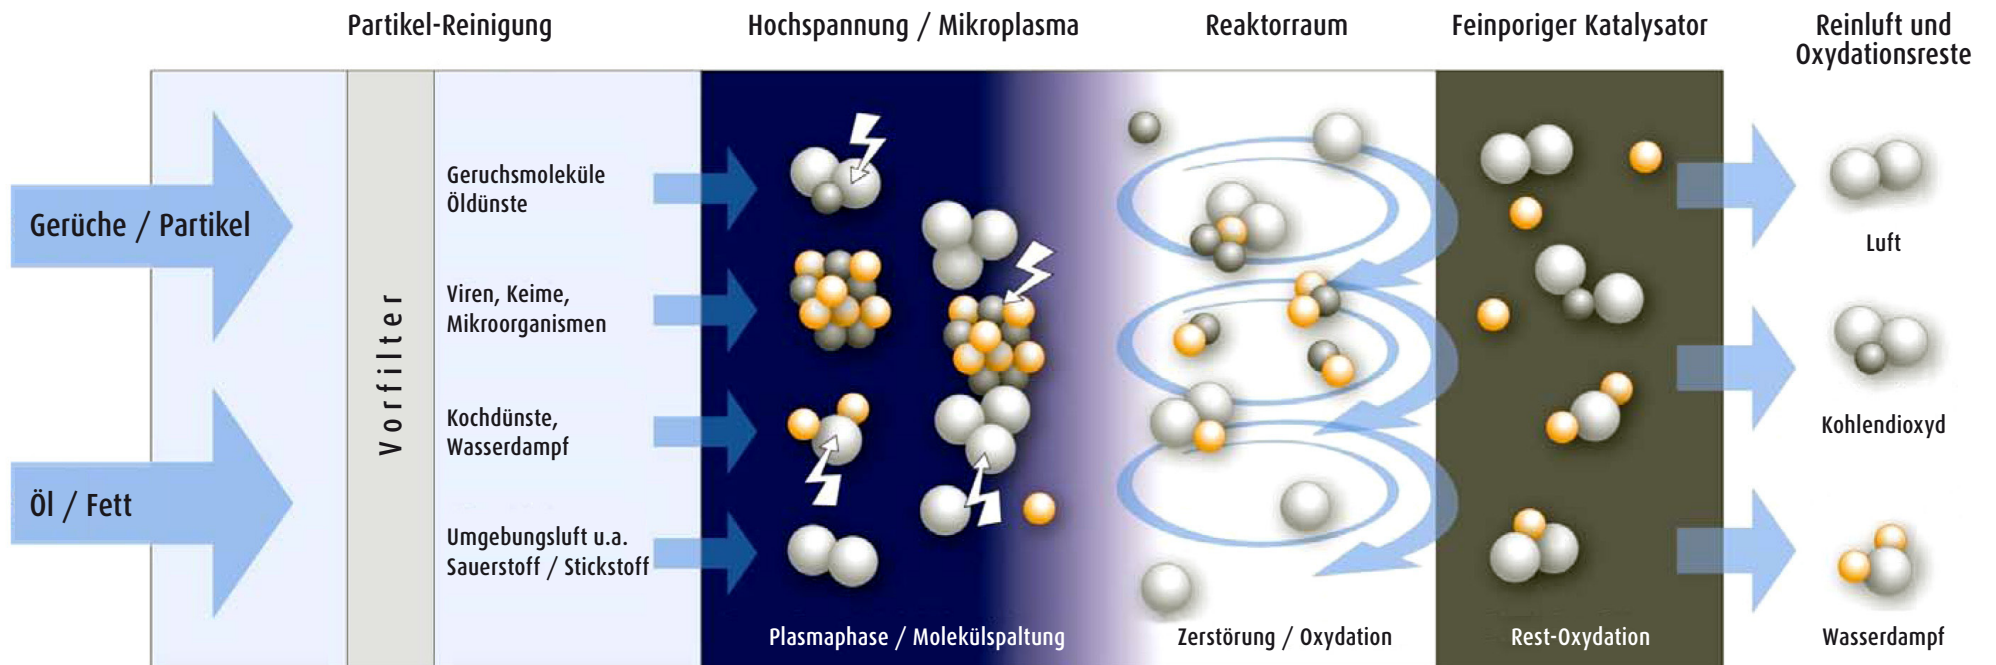 Partikel-Reinigung
Hochspannung / Mikroplasma
Reaktorraum
Feinporiger Katalysator
Reinluft und
Oxydationsreste
Gerüche / Partikel
Öl / Fett
Vorfilter
Geruchsmoleküle
Öldünste
Viren, Keime,
Mikroorganismen
Kochdünste,
Wasserdampf
Umgebungsluft u.a.
Sauerstoff / Stickstoff
Plasmaphase / Molekülspaltung
Zerstörung / Oxydation
Rest-Oxydation
Luft
Kohlendioxyd
Wasserdampf